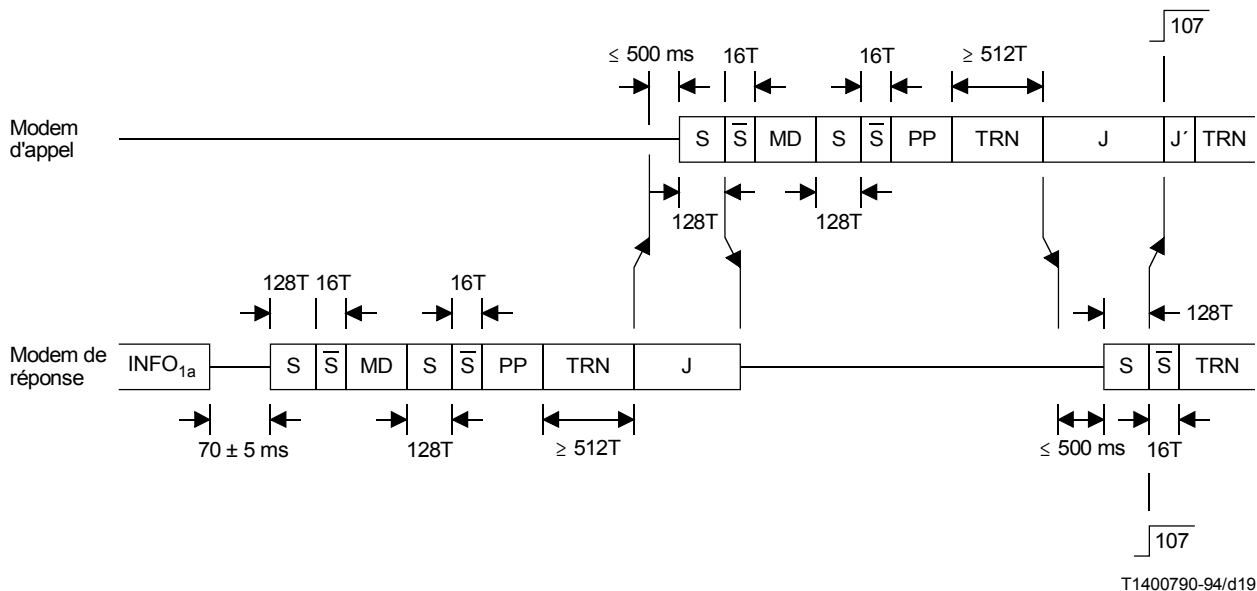 107
≤ 500 ms 16T 16T ≥ 512T
Modem d'appel
S S̅ MD S S̅ PP TRN J J´ TRN
128T 128T
128T 16T 16T 128T
Modem de réponse
INFO1a S S̅ MD S S̅ PP TRN J S S̅ TRN
70 ± 5 ms 128T ≥ 512T ≤ 500 ms 16T
107
T1400790-94/d19